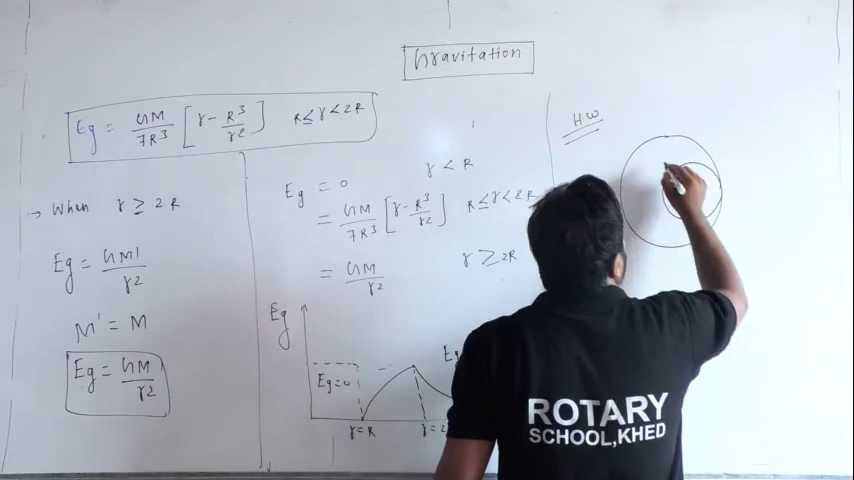 Gravitation
Eg = GM/7R³ [r - R³/r²] R ≤ r < 2R
→ When r ≥ 2R
Eg = GM'/r²
M' = M
Eg = GM/r²
Eg = 0 r < R
= GM/7R³ [r - R³/r²] R ≤ r < 2R
= GM/r² r ≥ 2R
Eg
Eg = 0
r = R
r = 2
HW
ROTARY
SCHOOL,KHED